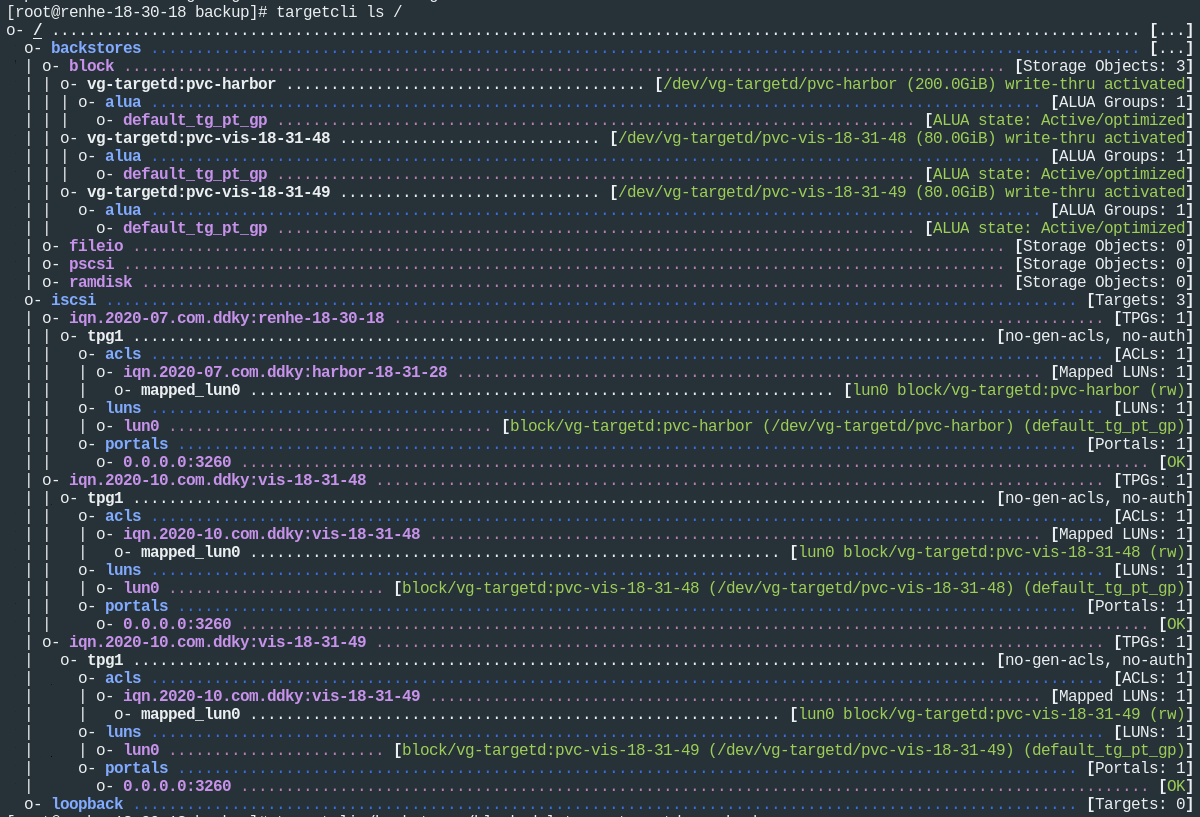 [root@renhe-18-30-18 backup]# targetcli ls /
o- / ......................................................................................................................... [...]
  o- backstores .............................................................................................................. [...]
  | o- block .................................................................................................. [Storage Objects: 3]
  | | o- vg-targetd:pvc-harbor ........................................ [/dev/vg-targetd/pvc-harbor (200.0GiB) write-thru activated]
  | | | o- alua ................................................................................................... [ALUA Groups: 1]
  | | |   o- default_tg_pt_gp ....................................................................... [ALUA state: Active/optimized]
  | | o- vg-targetd:pvc-vis-18-31-48 ............................. [/dev/vg-targetd/pvc-vis-18-31-48 (80.0GiB) write-thru activated]
  | | | o- alua ................................................................................................... [ALUA Groups: 1]
  | | |   o- default_tg_pt_gp ....................................................................... [ALUA state: Active/optimized]
  | | o- vg-targetd:pvc-vis-18-31-49 ............................. [/dev/vg-targetd/pvc-vis-18-31-49 (80.0GiB) write-thru activated]
  | |   o- alua ................................................................................................... [ALUA Groups: 1]
  | |     o- default_tg_pt_gp ....................................................................... [ALUA state: Active/optimized]
  | o- fileio ................................................................................................. [Storage Objects: 0]
  | o- pscsi .................................................................................................. [Storage Objects: 0]
  | o- ramdisk ................................................................................................ [Storage Objects: 0]
  o- iscsi ............................................................................................................ [Targets: 3]
  | o- iqn.2020-07.com.ddky:renhe-18-30-18 ............................................................................... [TPGs: 1]
  | | o- tpg1 ............................................................................................... [no-gen-acls, no-auth]
  | |   o- acls .......................................................................................................... [ACLs: 1]
  | |   | o- iqn.2020-07.com.ddky:harbor-18-31-28 ................................................................. [Mapped LUNs: 1]
  | |   |   o- mapped_lun0 ................................................................. [lun0 block/vg-targetd:pvc-harbor (rw)]
  | |   o- luns .......................................................................................................... [LUNs: 1]
  | |   | o- lun0 .................................... [block/vg-targetd:pvc-harbor (/dev/vg-targetd/pvc-harbor) (default_tg_pt_gp)]
  | |   o- portals .................................................................................................... [Portals: 1]
  | |     o- 0.0.0.0:3260 ..................................................................................................... [OK]
  | o- iqn.2020-10.com.ddky:vis-18-31-48 ................................................................................. [TPGs: 1]
  | | o- tpg1 ............................................................................................... [no-gen-acls, no-auth]
  | |   o- acls .......................................................................................................... [ACLs: 1]
  | |   | o- iqn.2020-10.com.ddky:vis-18-31-48 .................................................................... [Mapped LUNs: 1]
  | |   |   o- mapped_lun0 ........................................................... [lun0 block/vg-targetd:pvc-vis-18-31-48 (rw)]
  | |   o- luns .......................................................................................................... [LUNs: 1]
  | |   | o- lun0 ........................ [block/vg-targetd:pvc-vis-18-31-48 (/dev/vg-targetd/pvc-vis-18-31-48) (default_tg_pt_gp)]
  | |   o- portals .................................................................................................... [Portals: 1]
  | |     o- 0.0.0.0:3260 ..................................................................................................... [OK]
  | o- iqn.2020-10.com.ddky:vis-18-31-49 ................................................................................. [TPGs: 1]
  |   o- tpg1 ............................................................................................... [no-gen-acls, no-auth]
  |     o- acls .......................................................................................................... [ACLs: 1]
  |     | o- iqn.2020-10.com.ddky:vis-18-31-49 .................................................................... [Mapped LUNs: 1]
  |     |   o- mapped_lun0 ........................................................... [lun0 block/vg-targetd:pvc-vis-18-31-49 (rw)]
  |     o- luns .......................................................................................................... [LUNs: 1]
  |     | o- lun0 ........................ [block/vg-targetd:pvc-vis-18-31-49 (/dev/vg-targetd/pvc-vis-18-31-49) (default_tg_pt_gp)]
  |     o- portals .................................................................................................... [Portals: 1]
  |       o- 0.0.0.0:3260 ..................................................................................................... [OK]
  o- loopback ......................................................................................................... [Targets: 0]